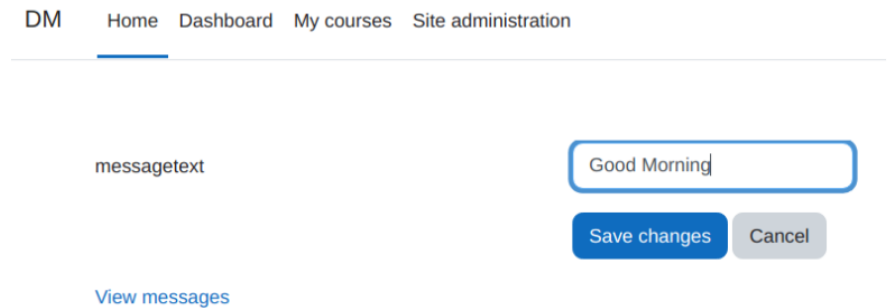 DM Home Dashboard My courses Site administration
messagetext Good Morning
Save changes Cancel
View messages